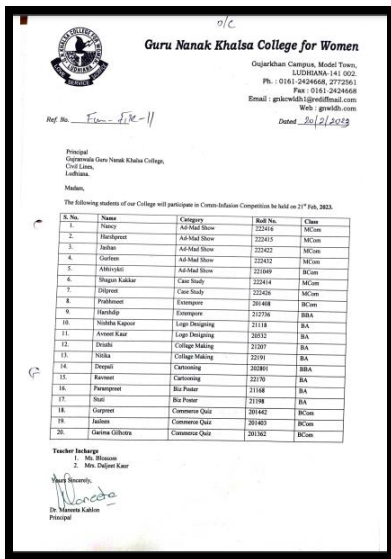 O/C
GURU NANAK KHALSA COLLEGE FOR WOMEN
LUDHIANA
Guru Nanak Khalsa College for Women
Gujarkhan Campus, Model Town,
LUDHIANA-141 002.
Ph. : 0161-2424668, 2772561
Fax : 0161-2424668
Email : gnkcwldh1@rediffmail.com
Web : gnwldh.com
Ref. No.
Dated 20/2/2023
Principal
Gujranwala Guru Nanak Khalsa College,
Civil Lines,
Ludhiana.
Madam,
The following students of our College will participate in Comm-Infusion Competition be held on 21st Feb, 2023.
S. No. Name Category Roll No. Class
1. Nancy Ad-Mad Show 222416 MCom
2. Harshpreet Ad-Mad Show 222415 MCom
3. Jashan Ad-Mad Show 222422 MCom
4. Gurleen Ad-Mad Show 222432 MCom
5. Abhivykti Ad-Mad Show 221049 BCom
6. Shagun Kakkar Case Study 222414 MCom
7. Dilpreet Case Study 222426 MCom
8. Prabhneet Extempore 201408 BCom
9. Harshdip Extempore 212736 BBA
10. Nishtha Kapoor Logo Designing 21118 BA
11. Avneet Kaur Logo Designing 20532 BA
12. Drishti Collage Making 21207 BA
13. Nitika Collage Making 22191 BA
14. Deepali Cartooning 202801 BBA
15. Ravneet Cartooning 22170 BA
16. Parampreet Biz Poster 21168 BA
17. Stuti Biz Poster 21198 BA
18. Gurpreet Commerce Quiz 201442 BCom
19. Jasleen Commerce Quiz 201403 BCom
20. Garima Gilhotra Commerce Quiz 201362 BCom
Teacher Incharge
1. Ms. Blossom
2. Mrs. Daljeet Kaur
Yours Sincerely,
Maneeta
Dr. Maneeta Kahlon
Principal